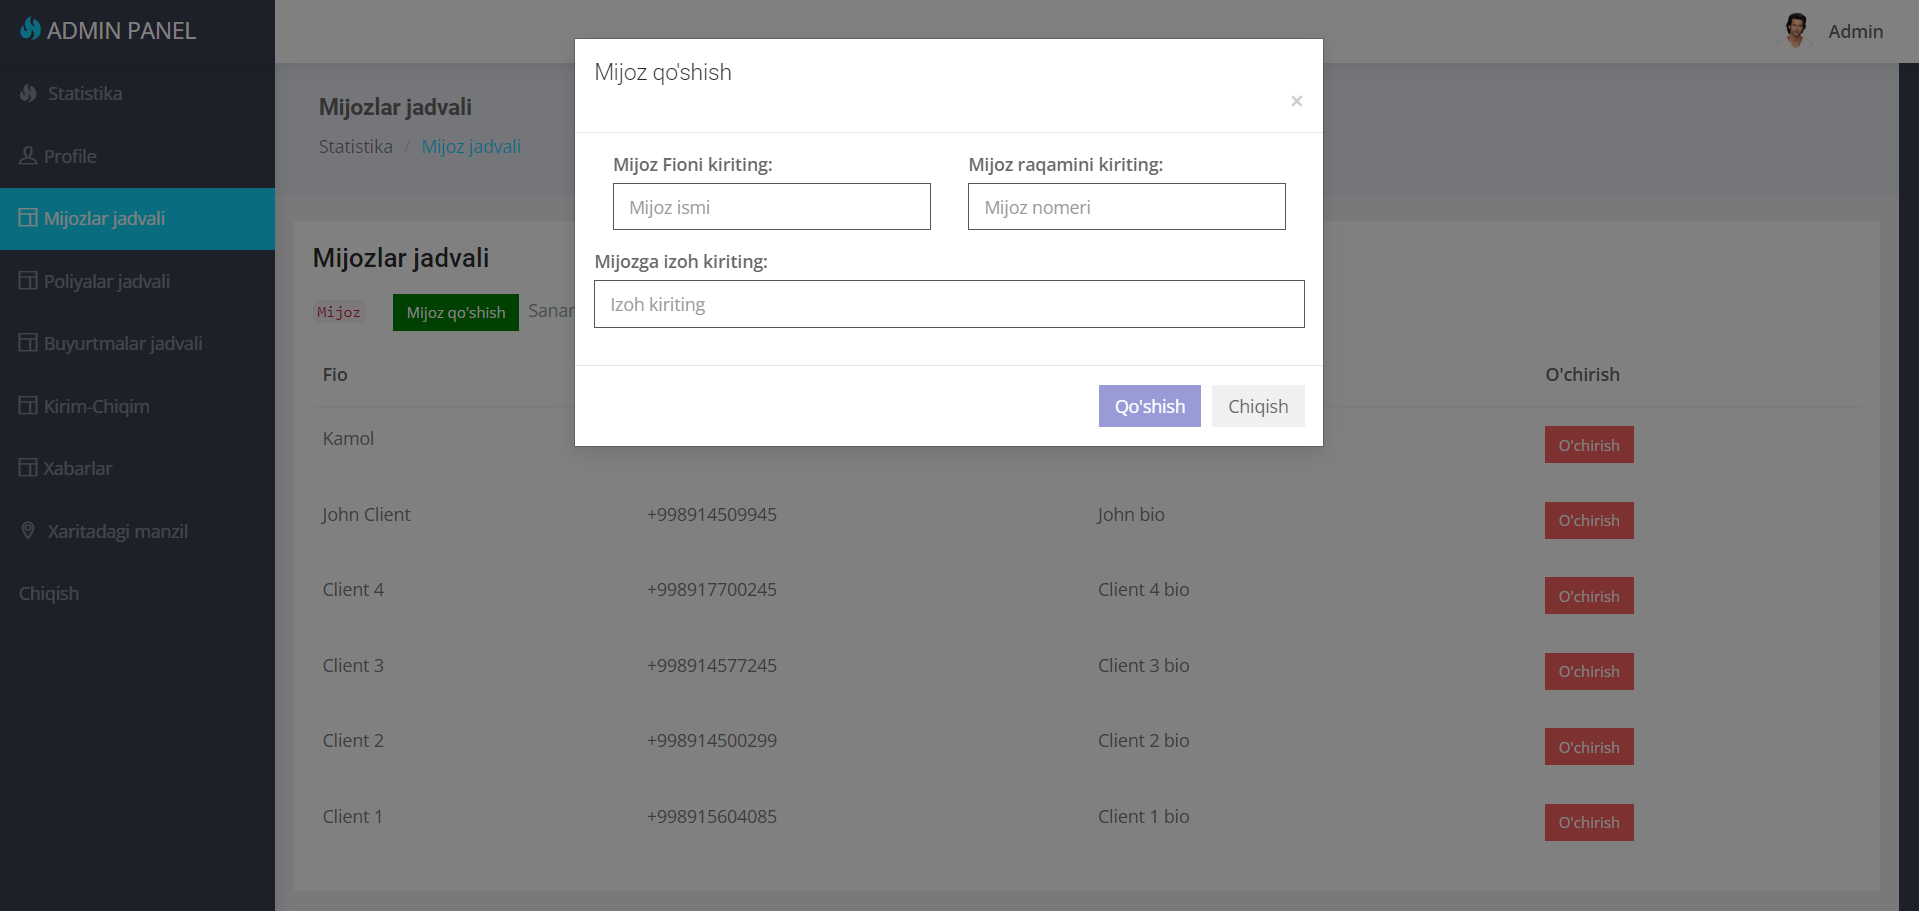 ADMIN PANEL
Admin
Statistika
Profile
Mijozlar jadvali
Poliyalar jadvali
Buyurtmalar jadvali
Kirim-Chiqim
Xabarlar
Xaritadagi manzil
Chiqish
Mijozlar jadvali
Statistika / Mijoz jadvali
Mijozlar jadvali
Mijoz Mijoz qo'shish
Fio O'chirish
Kamol O'chirish
John Client +998914509945 John bio O'chirish
Client 4 +998917700245 Client 4 bio O'chirish
Client 3 +998914577245 Client 3 bio O'chirish
Client 2 +998914500299 Client 2 bio O'chirish
Client 1 +998915604085 Client 1 bio O'chirish
Mijoz qo'shish
×
Mijoz Fioni kiriting: Mijoz raqamini kiriting:
Mijoz ismi Mijoz nomeri
Mijozga izoh kiriting:
Izoh kiriting
Qo'shish Chiqish